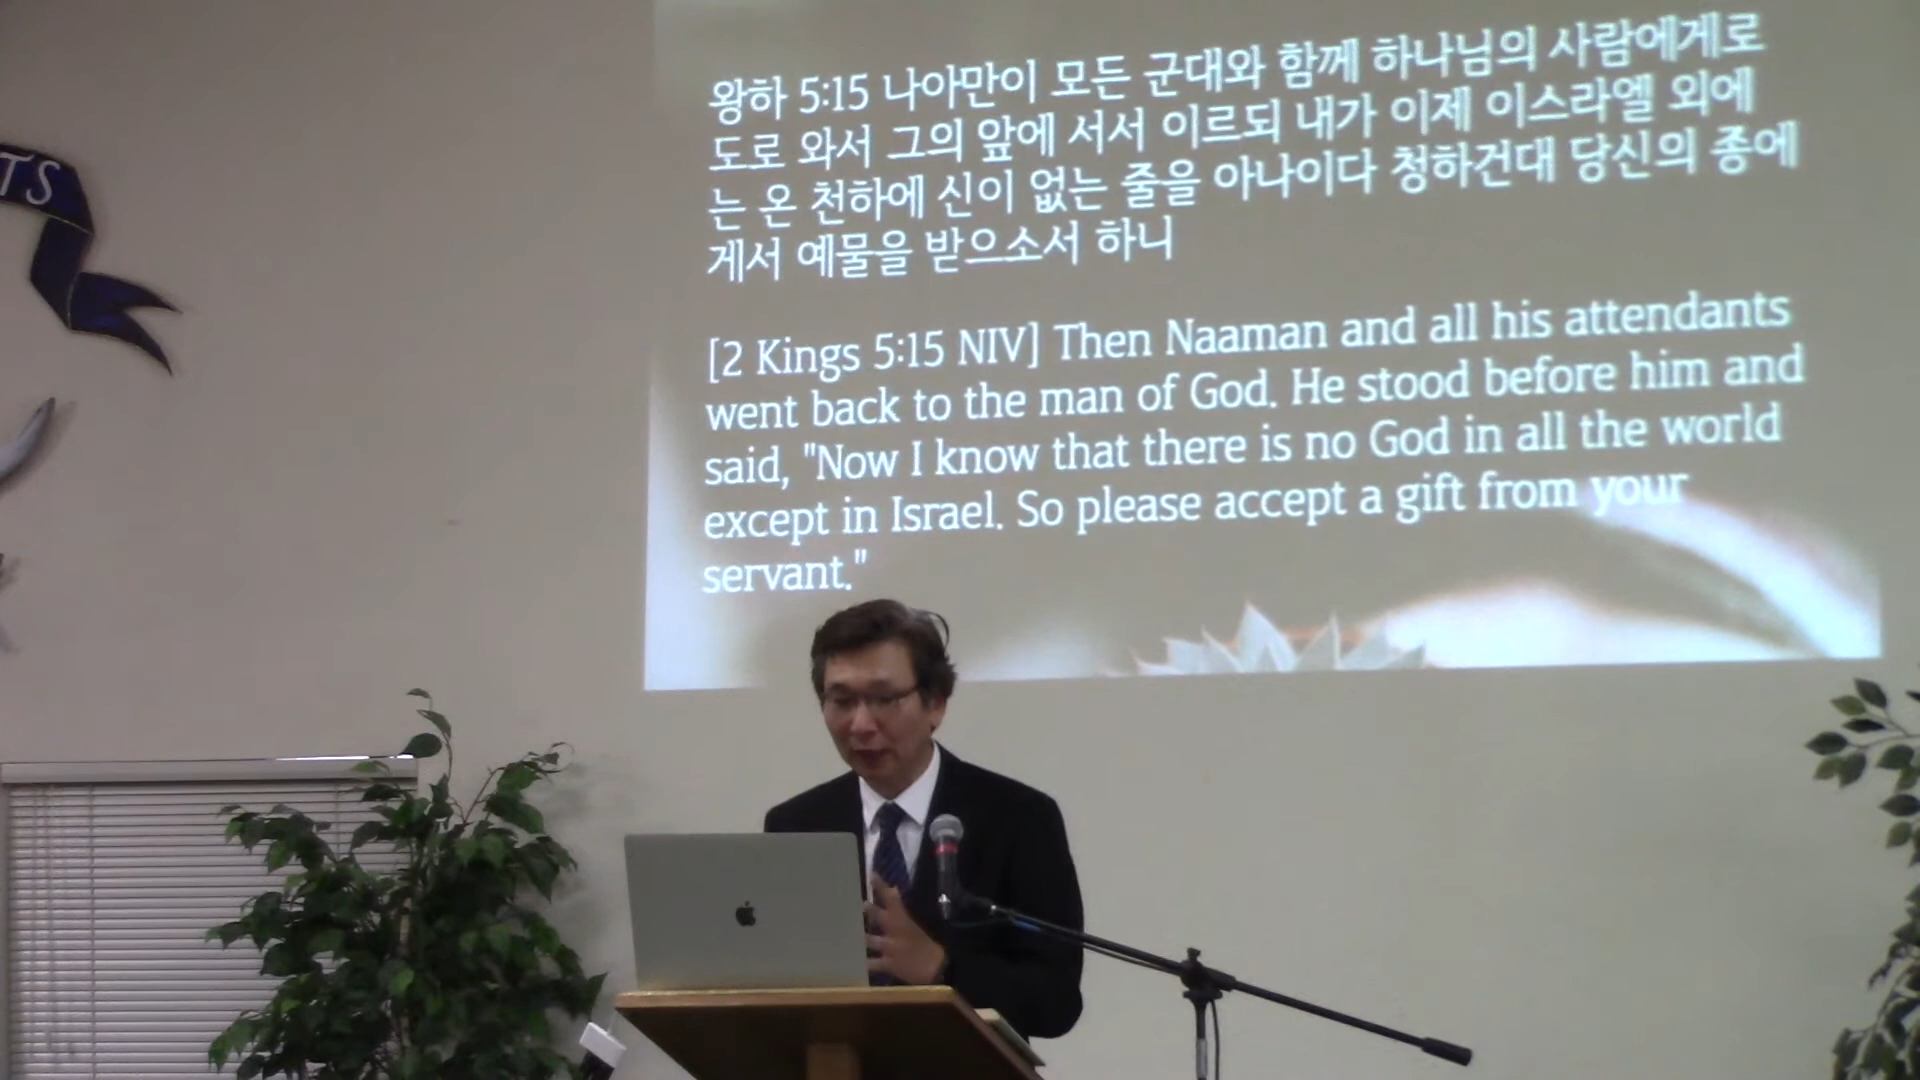 TS
왕하 5:15 나아만이 모든 군대와 함께 하나님의 사람에게로
도로 와서 그의 앞에 서서 이르되 내가 이제 이스라엘 외에
는 온 천하에 신이 없는 줄을 아나이다 청하건대 당신의 종에
게서 예물을 받으소서 하니
[2 Kings 5:15 NIV] Then Naaman and all his attendants
went back to the man of God. He stood before him and
said, "Now I know that there is no God in all the world
except in Israel. So please accept a gift from your
servant."